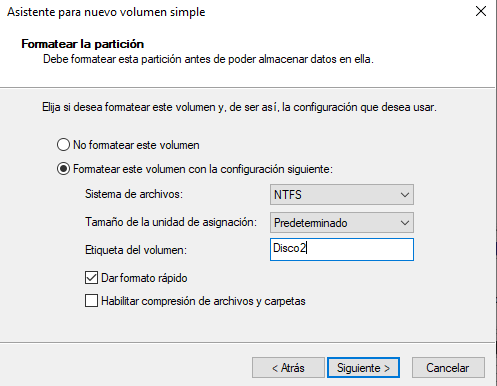 Asistente para nuevo volumen simple
Formatear la partición
Debe formatear esta partición antes de poder almacenar datos en ella.
Elija si desea formatear este volumen y, de ser así, la configuración que desea usar.
No formatear este volumen
Formatear este volumen con la configuración siguiente:
Sistema de archivos: NTFS
Tamaño de la unidad de asignación: Predeterminado
Etiqueta del volumen: Disco2
Dar formato rápido
Habilitar compresión de archivos y carpetas
< Atrás Siguiente > Cancelar